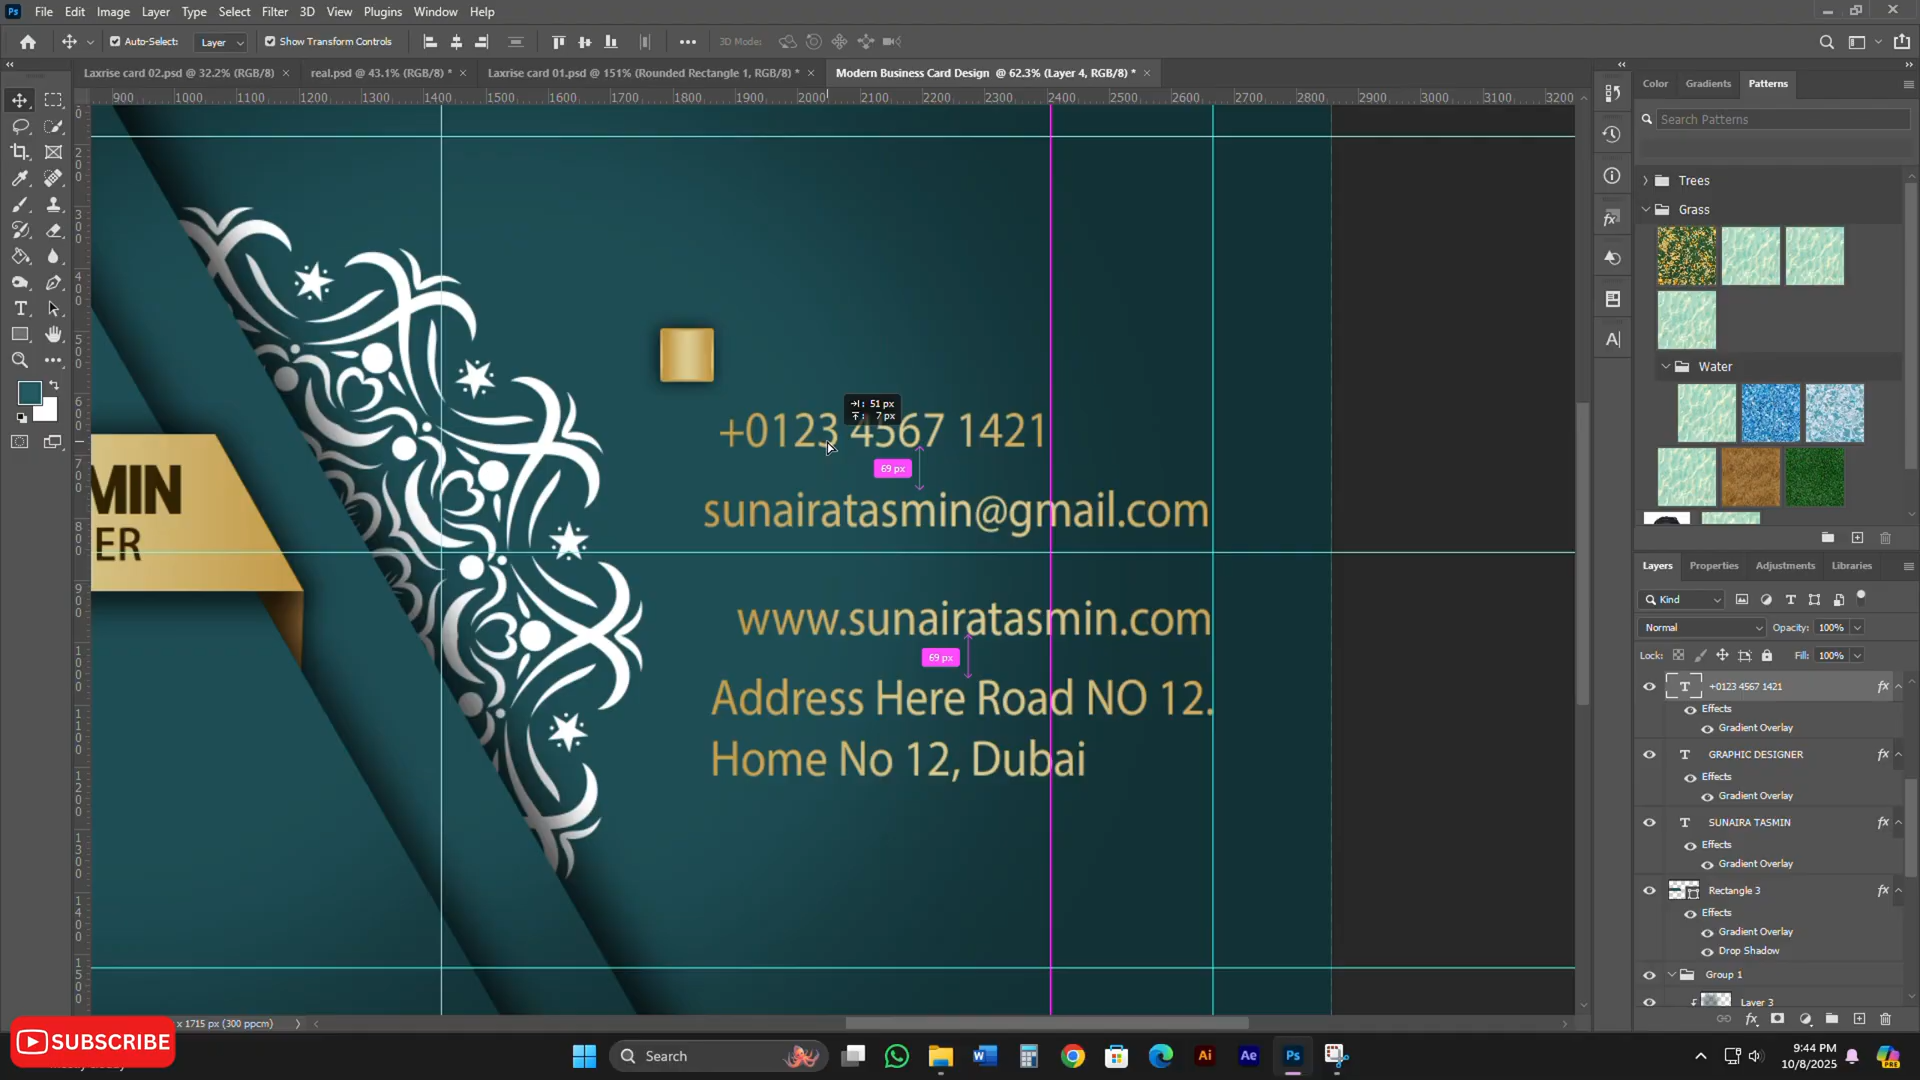 Ps File Edit Image Layer Type Select Filter 3D View Plugins Window Help
Auto-Select: Layer Show Transform Controls 3D Mode:
Laxrise card 02.psd @ 32.2% (RGB/8) × real.psd @ 43.1% (RGB/8) * × Laxrise card 01.psd @ 151% (Rounded Rectangle 1, RGB/8) * × Modern Business Card Design @ 62.3% (Layer 4, RGB/8) * ×
900 1000 1100 1200 1300 1400 1500 1600 1700 1800 1900 2000 2100 2200 2300 2400 2500 2600 2700 2800 2900 3000 3100 3200
Color Gradients Patterns
Search Patterns
Trees
Grass
Water
51 px
7 px
+0123 4567 1421
69 px
sunairatasmin@gmail.com
MIN
ER
www.sunairatasmin.com
69 px
Address Here Road NO 12.
Home No 12, Dubai
Layers Properties Adjustments Libraries
Kind
Normal Opacity: 100%
Lock: Fill: 100%
T +0123 4567 1421 fx
Effects
Gradient Overlay
T GRAPHIC DESIGNER fx
Effects
Gradient Overlay
T SUNAIRA TASMIN fx
Effects
Gradient Overlay
Rectangle 3 fx
Effects
Gradient Overlay
Drop Shadow
Group 1
Layer 3
x 1715 px (300 ppcm)
SUBSCRIBE
Search
Ai Ae Ps
9:44 PM
10/8/2025